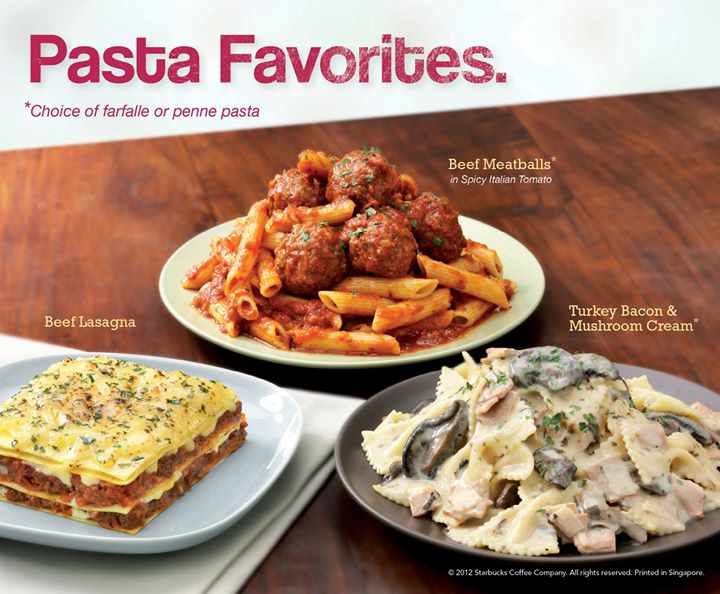 Pasta Favorites.
*Choice of farfalle or penne pasta
Beef Meatballs*
in Spicy Italian Tomato
Beef Lasagna
Turkey Bacon &
Mushroom Cream*
© 2012 Starbucks Coffee Company. All rights reserved. Printed in Singapore.